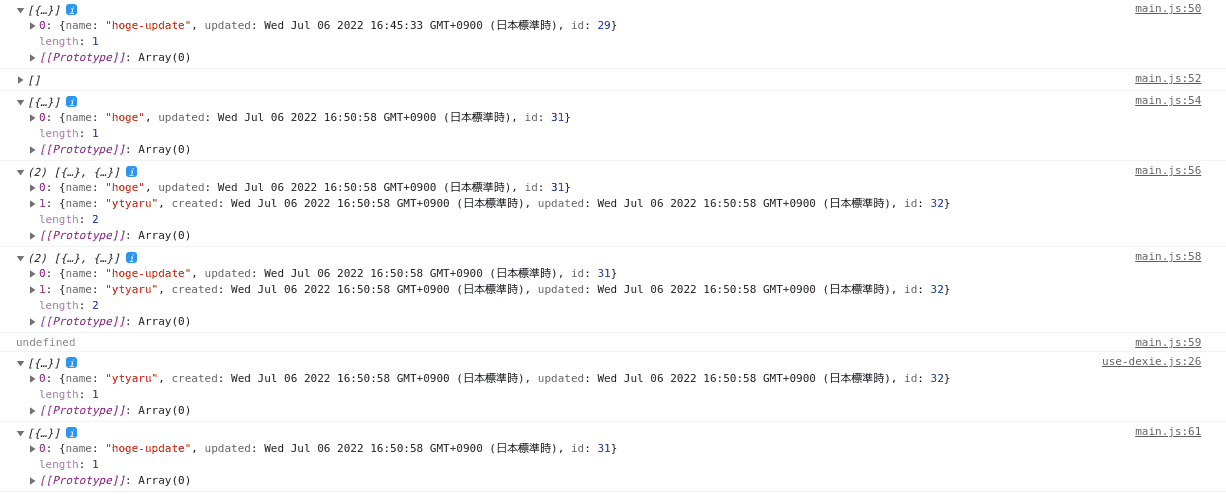 [{…}] i main.js:50
0: {name: "hoge-update", updated: Wed Jul 06 2022 16:45:33 GMT+0900 (日本標準時), id: 29}
length: 1
[[Prototype]]: Array(0)
[] main.js:52
[{…}] i main.js:54
0: {name: "hoge", updated: Wed Jul 06 2022 16:50:58 GMT+0900 (日本標準時), id: 31}
length: 1
[[Prototype]]: Array(0)
(2) [{…}, {…}] i main.js:56
0: {name: "hoge", updated: Wed Jul 06 2022 16:50:58 GMT+0900 (日本標準時), id: 31}
1: {name: "ytyaru", created: Wed Jul 06 2022 16:50:58 GMT+0900 (日本標準時), updated: Wed Jul 06 2022 16:50:58 GMT+0900 (日本標準時), id: 32}
length: 2
[[Prototype]]: Array(0)
(2) [{…}, {…}] i main.js:58
0: {name: "hoge-update", updated: Wed Jul 06 2022 16:50:58 GMT+0900 (日本標準時), id: 31}
1: {name: "ytyaru", created: Wed Jul 06 2022 16:50:58 GMT+0900 (日本標準時), updated: Wed Jul 06 2022 16:50:58 GMT+0900 (日本標準時), id: 32}
length: 2
[[Prototype]]: Array(0)
undefined main.js:59
[{…}] i use-dexie.js:26
0: {name: "ytyaru", created: Wed Jul 06 2022 16:50:58 GMT+0900 (日本標準時), updated: Wed Jul 06 2022 16:50:58 GMT+0900 (日本標準時), id: 32}
length: 1
[[Prototype]]: Array(0)
[{…}] i main.js:61
0: {name: "hoge-update", updated: Wed Jul 06 2022 16:50:58 GMT+0900 (日本標準時), id: 31}
length: 1
[[Prototype]]: Array(0)